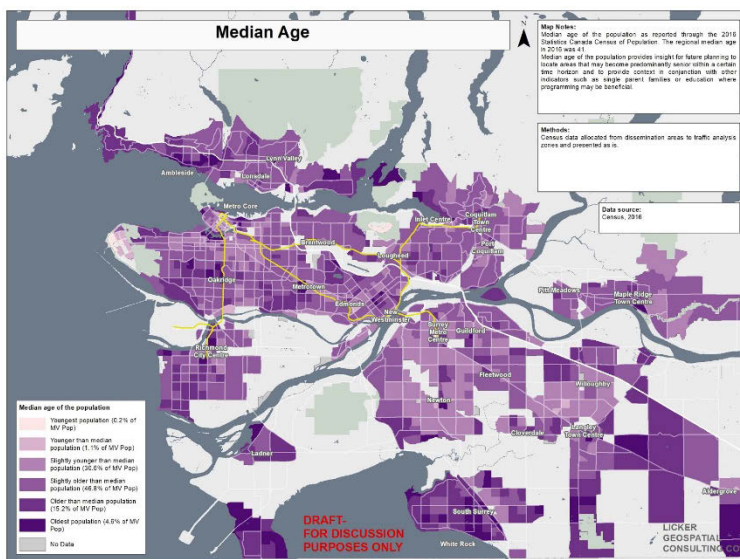 Median Age
Map Notes:
Median age of the population as reported through the 2016
Statistics Canada Census of Population. The regional median age
in 2016 was 41.
Median age of the population provides insight for future planning to
locate areas that may become predominantly senior within a certain
time horizon and to provide context in conjunction with other
indicators such as single parent families or education where
programming may be beneficial.
Methods:
Census data allocated from dissemination areas to traffic analysis
zones and presented as is.
Data source:
Census, 2016
Ambleside
Lynn Valley
Lonsdale
Metro Core
Inlet Centre
Coquitlam
Town
Centre
Port
Coquitlam
Brentwood
Lougheed
Oakridge
Metrotown
Edmonds
New
Westminster
Pitt Meadows
Maple Ridge
Town Centre
Surrey
Metro
Centre
Guildford
Richmond
City Centre
Fleetwood
Willoughby
Newton
Cloverdale
Langley
Town Centre
Ladner
Aldergrove
South Surrey
White Rock
Median age of the population
Youngest population (0.2% of
MV Pop)
Younger than median
population (1.1% of MV Pop)
Slightly younger than median
population (30.8% of MV Pop)
Slightly older than median
population (46.8% of MV Pop)
Older than median population
(15.2% of MV Pop)
Oldest population (4.6% of MV
Pop)
No Data
DRAFT-
FOR DISCUSSION
PURPOSES ONLY
LICKER
GEOSPATIAL
CONSULTING CO